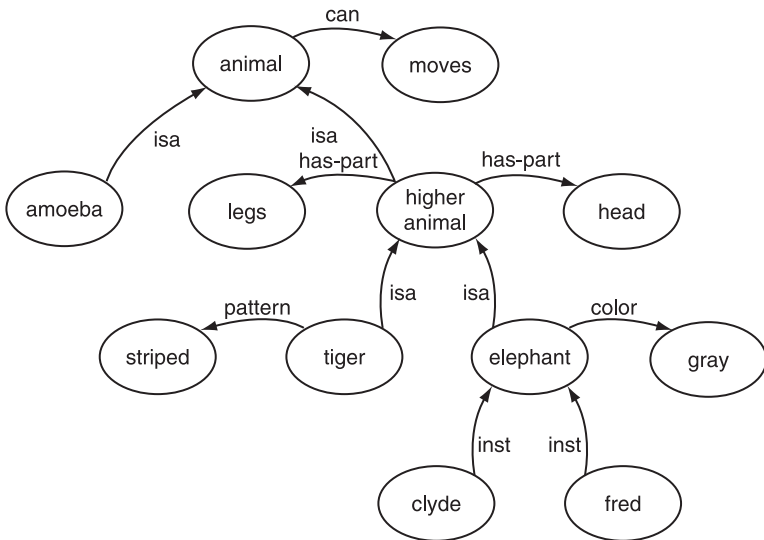 can
animal
moves
isa
isa
has-part
has-part
amoeba
legs
higher
animal
head
isa
isa
pattern
color
striped
tiger
elephant
gray
inst
inst
clyde
fred